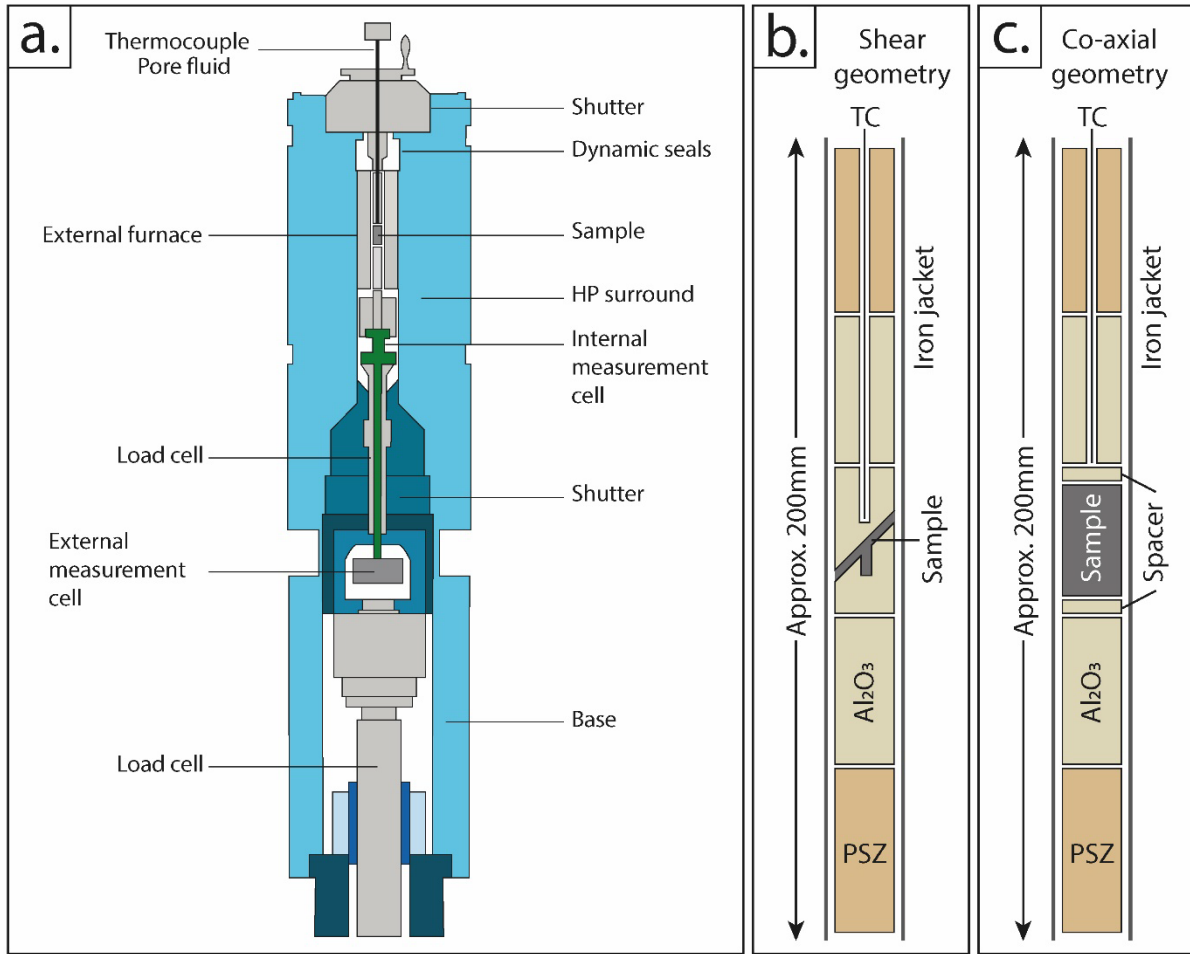 a.
Thermocouple
Pore fluid
Shutter
Dynamic seals
External furnace
Sample
HP surround
Internal
measurement
cell
Load cell
Shutter
External
measurement
cell
Base
Load cell
b.
Shear
geometry
TC
Approx. 200mm
Iron jacket
Sample
Al₂O₃
PSZ
c.
Co-axial
geometry
TC
Approx. 200mm
Iron jacket
Sample
Spacer
Al₂O₃
PSZ